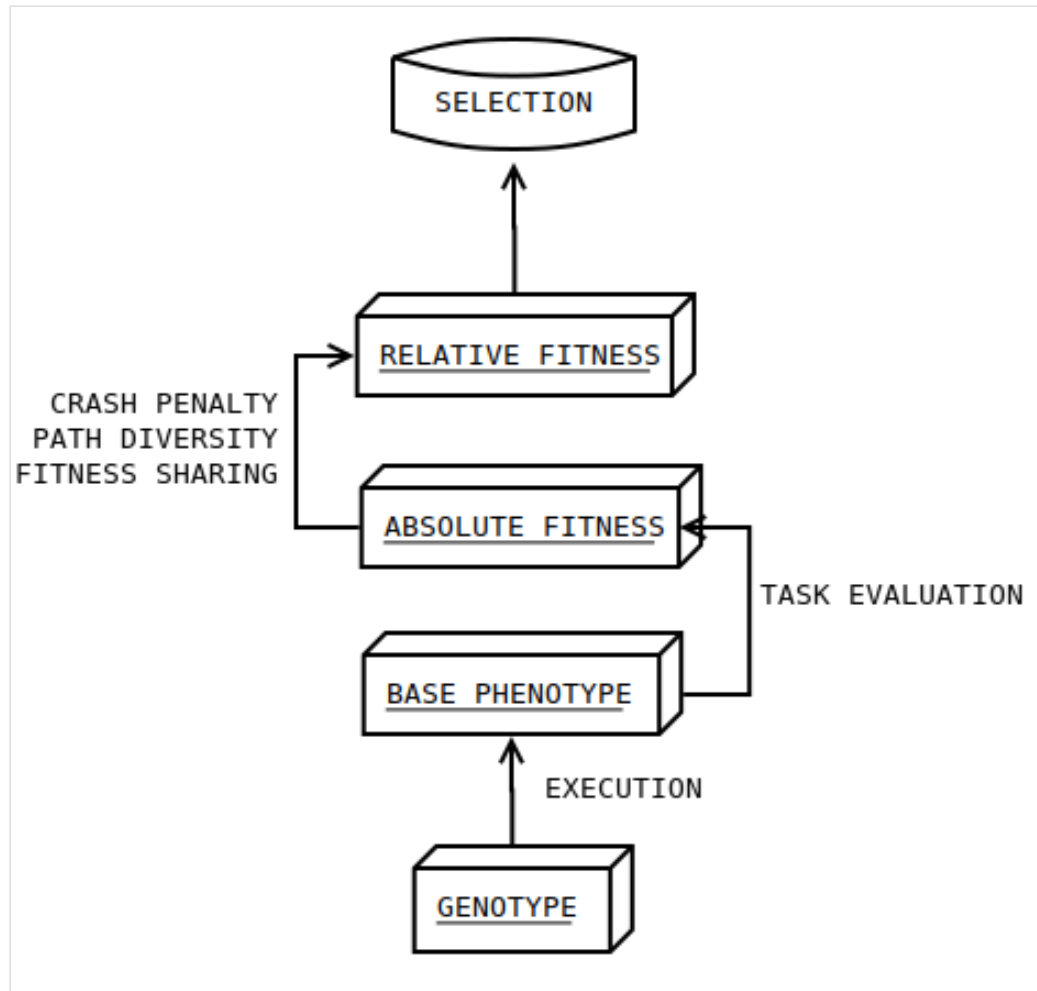 SELECTION
RELATIVE FITNESS
CRASH PENALTY
PATH DIVERSITY
FITNESS SHARING
ABSOLUTE FITNESS
TASK EVALUATION
BASE PHENOTYPE
EXECUTION
GENOTYPE